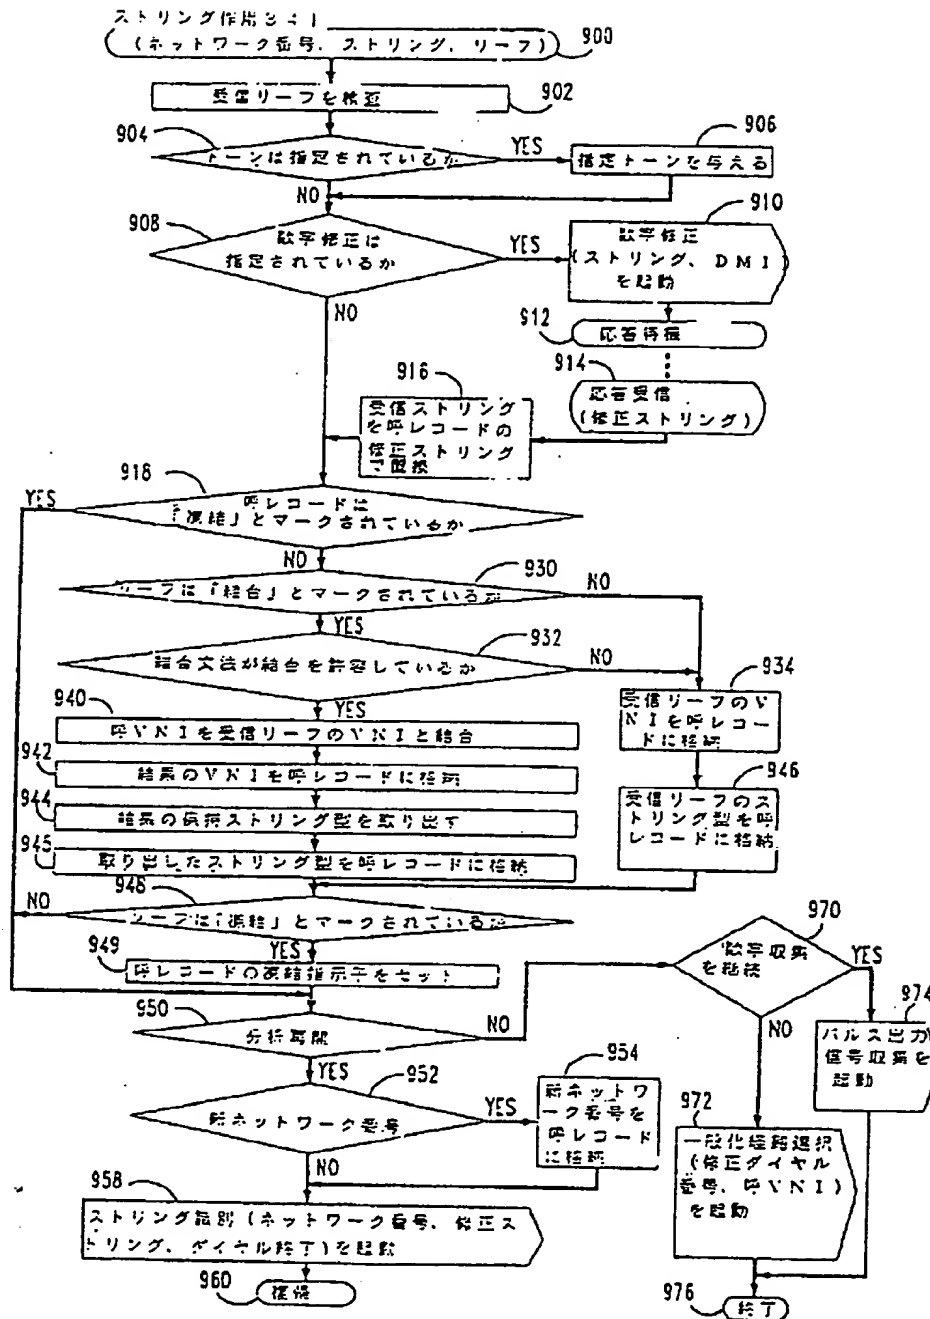 ストリング作用341
(ネットワーク番号、ストリング、リーフ)
900
受信リーフを検査
902
904
トーンは指定されているか
YES
906
指定トーンを与える
NO
908
数字修正は
指定されているか
YES
910
数字修正
(ストリング、DMI
を起動
NO
912
応答待機
914
応答受信
(修正ストリング)
916
受信ストリング
を呼レコードの
修正ストリング
で置換
918
YES
呼レコードは
「凍結」とマークされているか
NO
930
リーフは「結合」とマークされているか
NO
YES
932
結合文法が結合を許容しているか
NO
YES
934
受信リーフのV
NIを呼レコー
ドに格納
940
呼VNIを受信リーフのVNIと結合
942
結果のVNIを呼レコードに格納
944
結果の保持ストリング型を取り出す
945
取り出したストリング型を呼レコードに格納
946
受信リーフのス
トリング型を呼
レコードに格納
948
NO
リーフは「凍結」とマークされているか
YES
949
呼レコードの凍結指示子をセット
950
分析再開
NO
YES
952
新ネットワーク番号
YES
954
新ネットワ
ーク番号を
呼レコード
に格納
NO
958
ストリング識別(ネットワーク番号、修正ス
トリング、ダイヤル終了)を起動
960
復帰
970
数字収集
を継続
YES
NO
974
パルス出力
信号収集を
起動
972
一般化経路選択
(修正ダイヤル
番号、呼VNI)
を起動
976
終了